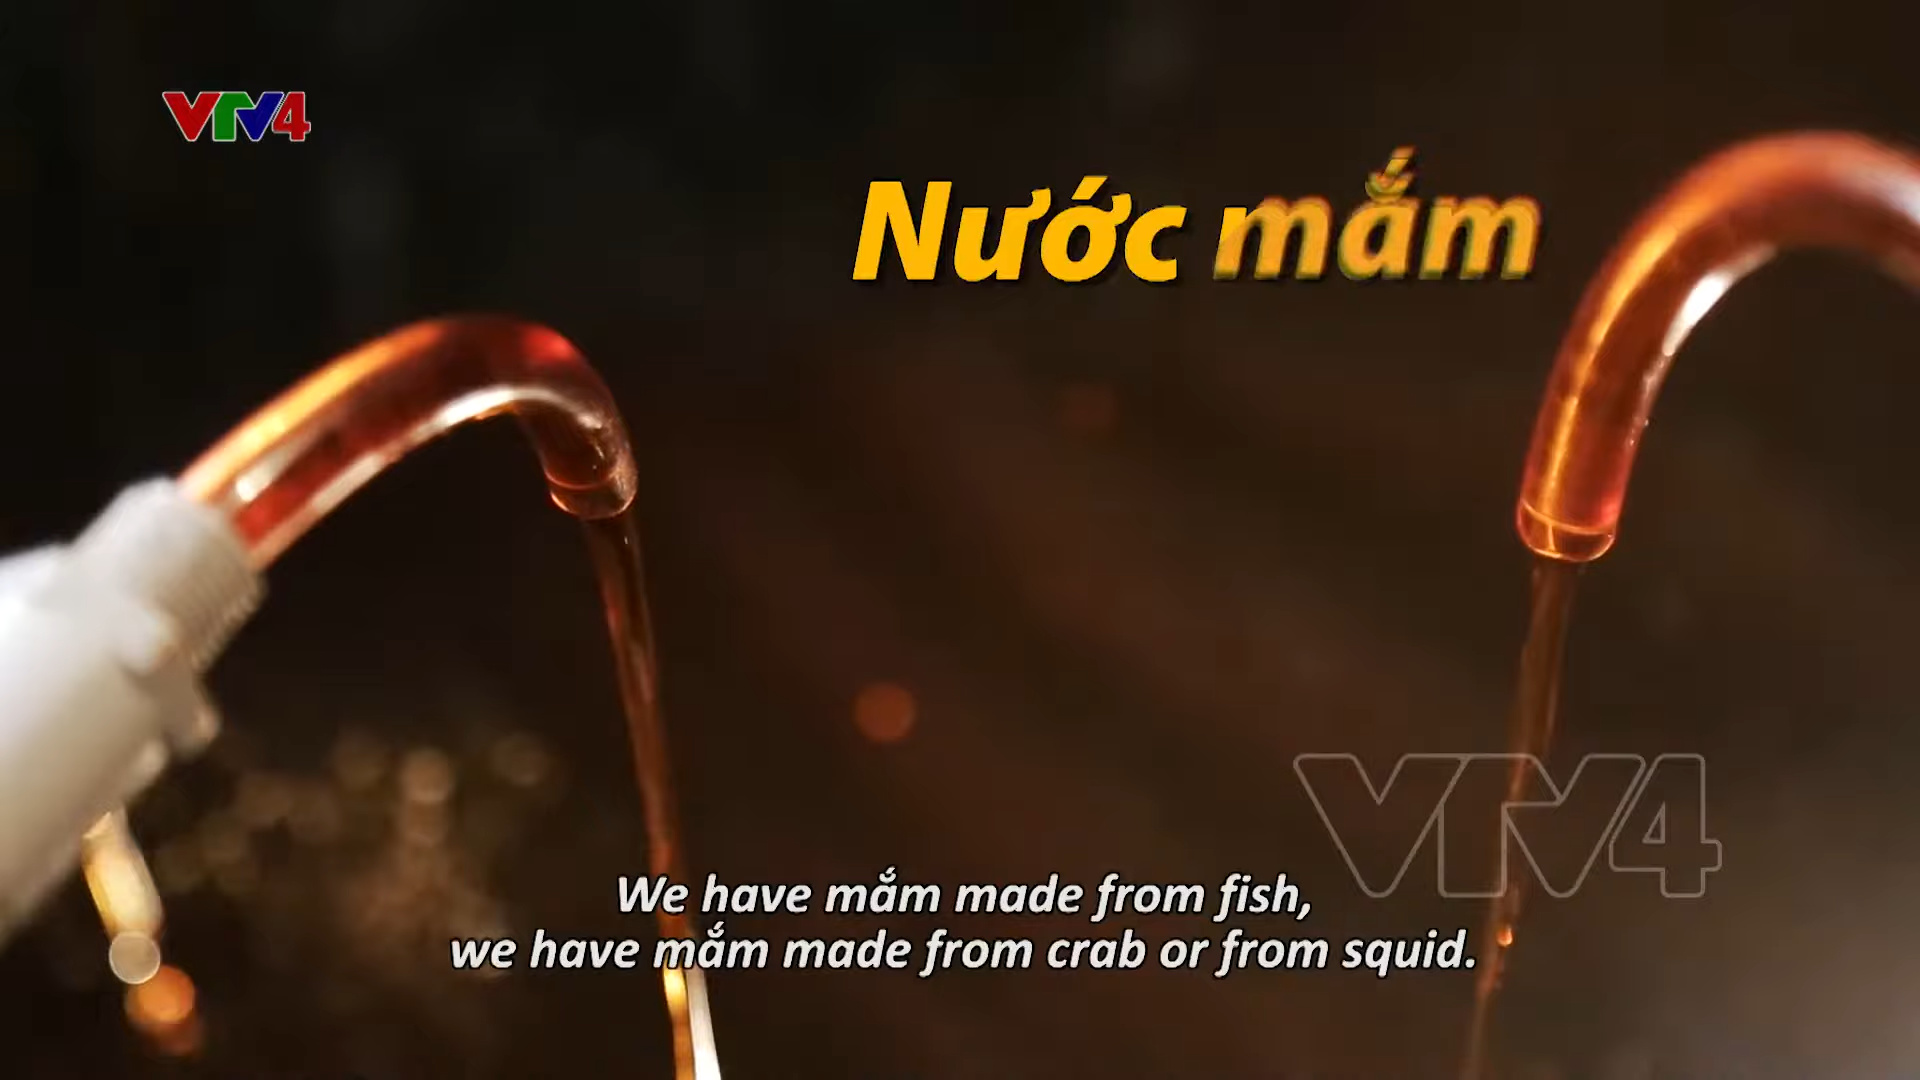 VTV4
Nước mắm
VTV4
We have mắm made from fish,
we have mắm made from crab or from squid.